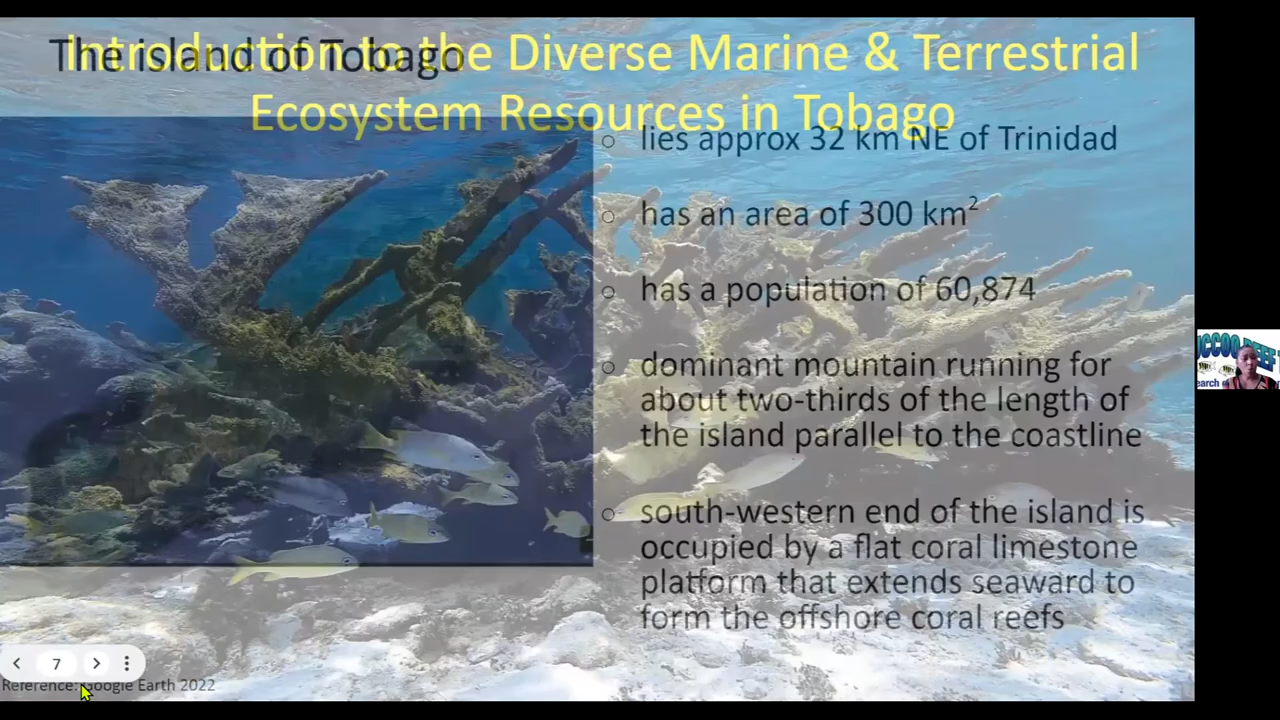 The island of Tobago
Introduction to the Diverse Marine & Terrestrial
Ecosystem Resources in Tobago
lies approx 32 km NE of Trinidad
has an area of 300 km²
has a population of 60,874
dominant mountain running for
about two-thirds of the length of
the island parallel to the coastline
south-western end of the island is
occupied by a flat coral limestone
platform that extends seaward to
form the offshore coral reefs
7
Reference: Google Earth 2022
REEF